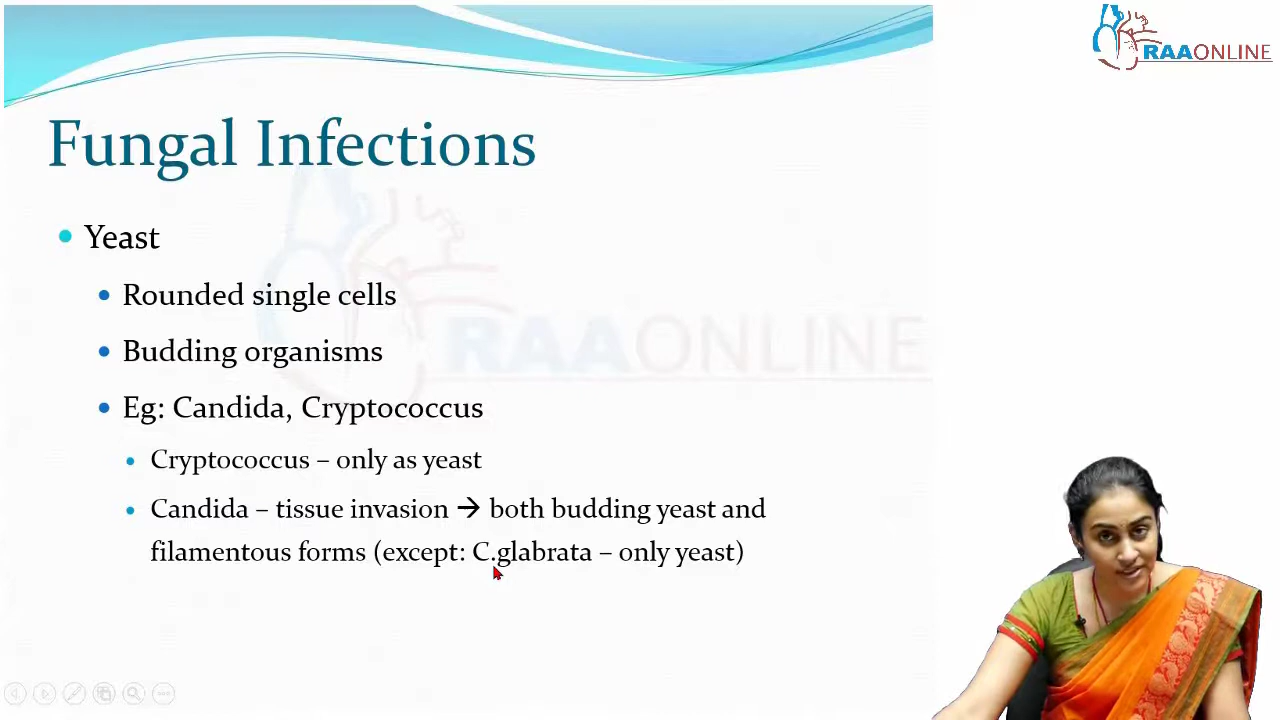 RAAONLINE
Fungal Infections
Yeast
Rounded single cells
Budding organisms
RAAONLINE
Eg: Candida, Cryptococcus
Cryptococcus – only as yeast
Candida – tissue invasion → both budding yeast and
filamentous forms (except: C.glabrata – only yeast)